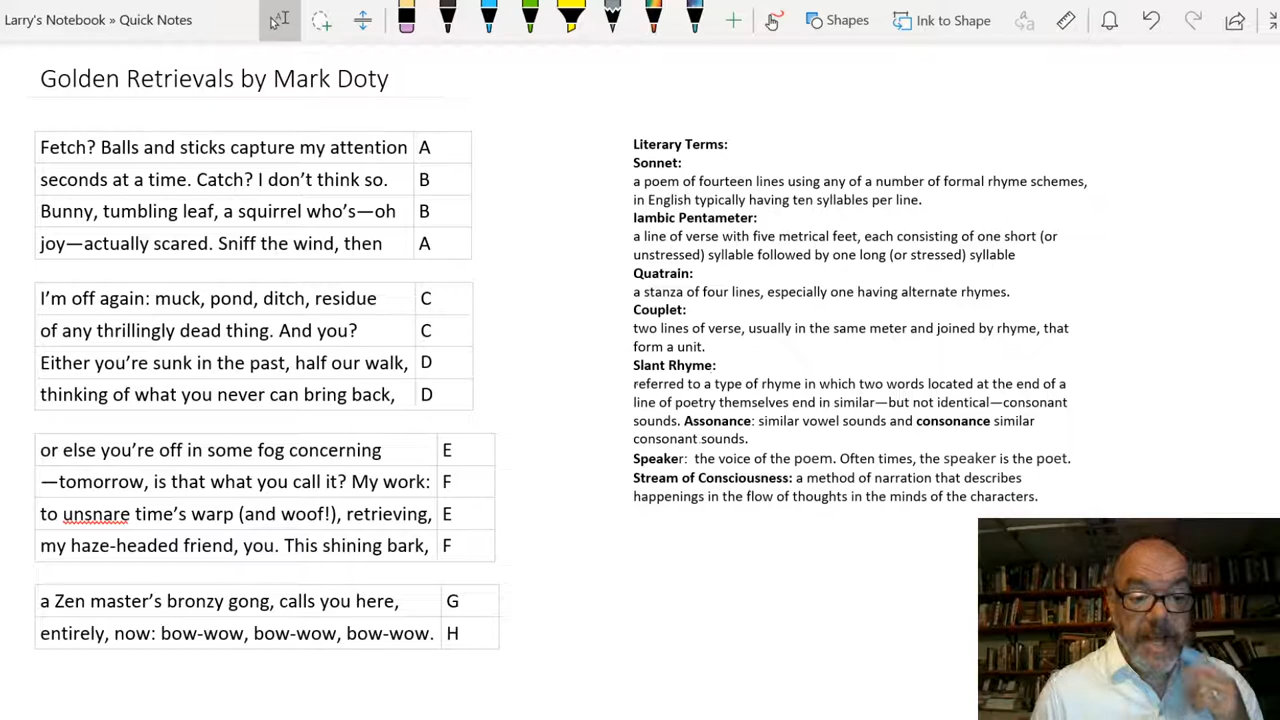 Larry's Notebook » Quick Notes
Shapes
Ink to Shape
Golden Retrievals by Mark Doty
Fetch? Balls and sticks capture my attention A
seconds at a time. Catch? I don't think so. B
Bunny, tumbling leaf, a squirrel who's—oh B
joy—actually scared. Sniff the wind, then A
I'm off again: muck, pond, ditch, residue C
of any thrillingly dead thing. And you? C
Either you're sunk in the past, half our walk, D
thinking of what you never can bring back, D
or else you're off in some fog concerning E
—tomorrow, is that what you call it? My work: F
to unsnare time's warp (and woof!), retrieving, E
my haze-headed friend, you. This shining bark, F
a Zen master's bronzy gong, calls you here, G
entirely, now: bow-wow, bow-wow, bow-wow. H
Literary Terms:
Sonnet:
a poem of fourteen lines using any of a number of formal rhyme schemes,
in English typically having ten syllables per line.
Iambic Pentameter:
a line of verse with five metrical feet, each consisting of one short (or
unstressed) syllable followed by one long (or stressed) syllable
Quatrain:
a stanza of four lines, especially one having alternate rhymes.
Couplet:
two lines of verse, usually in the same meter and joined by rhyme, that
form a unit.
Slant Rhyme:
referred to a type of rhyme in which two words located at the end of a
line of poetry themselves end in similar—but not identical—consonant
sounds. Assonance: similar vowel sounds and consonance similar
consonant sounds.
Speaker: the voice of the poem. Often times, the speaker is the poet.
Stream of Consciousness: a method of narration that describes
happenings in the flow of thoughts in the minds of the characters.